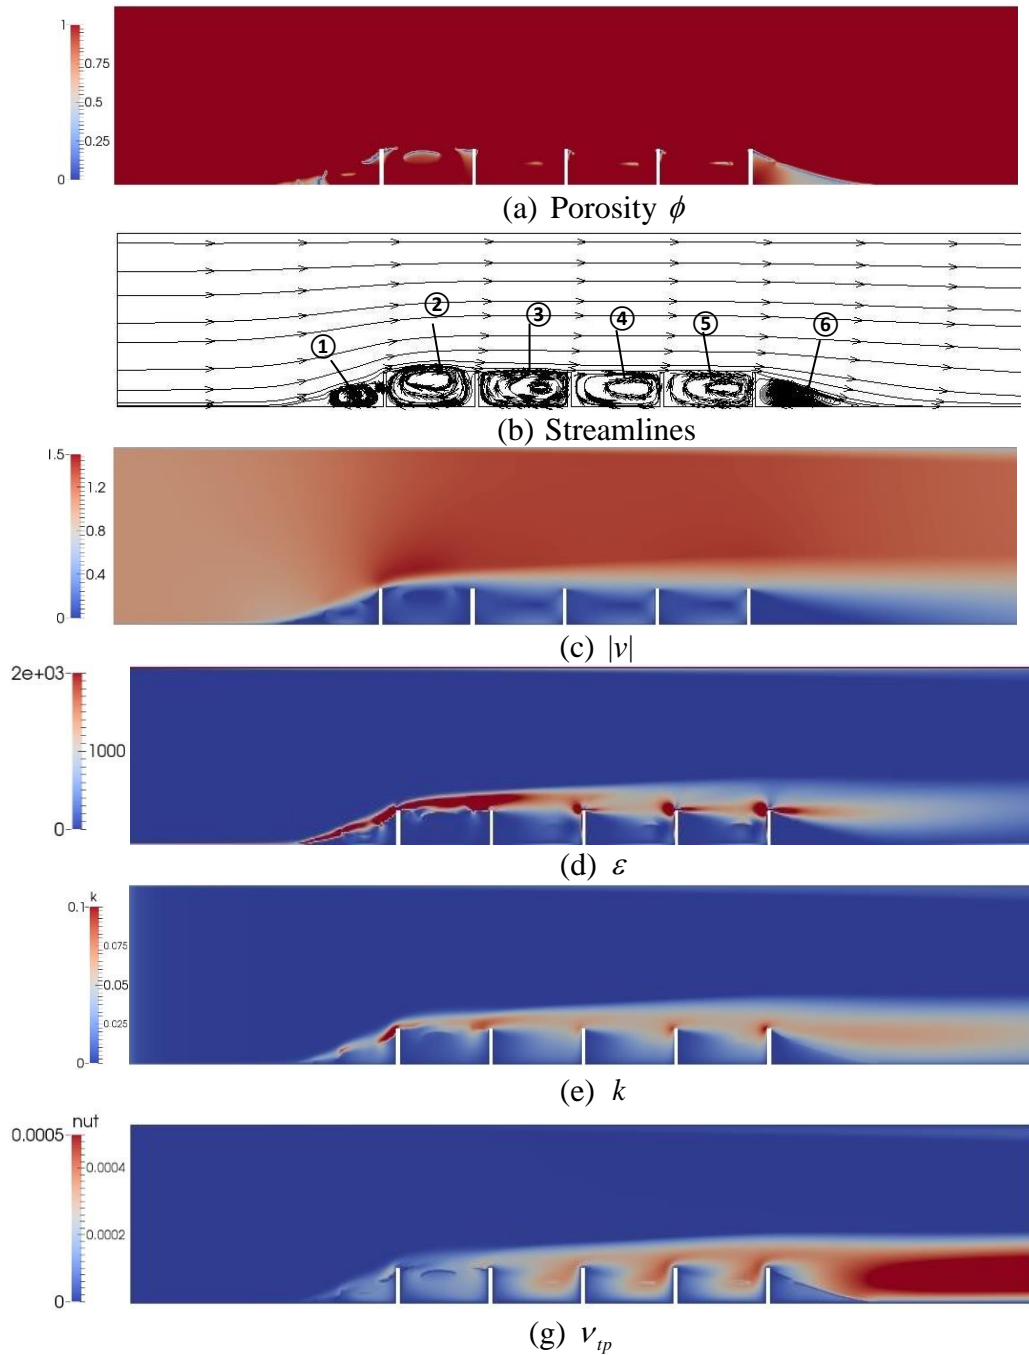 1
0.75
0.5
0.25
0
(a) Porosity ϕ
① ② ③ ④ ⑤ ⑥
(b) Streamlines
1.5
1.2
0.8
0.4
0
(c) |v|
2e+03
1000
0
(d) ε
k
0.1
0.075
0.05
0.025
0
(e) k
nut
0.0005
0.0004
0.0002
0
(g) ν_tp